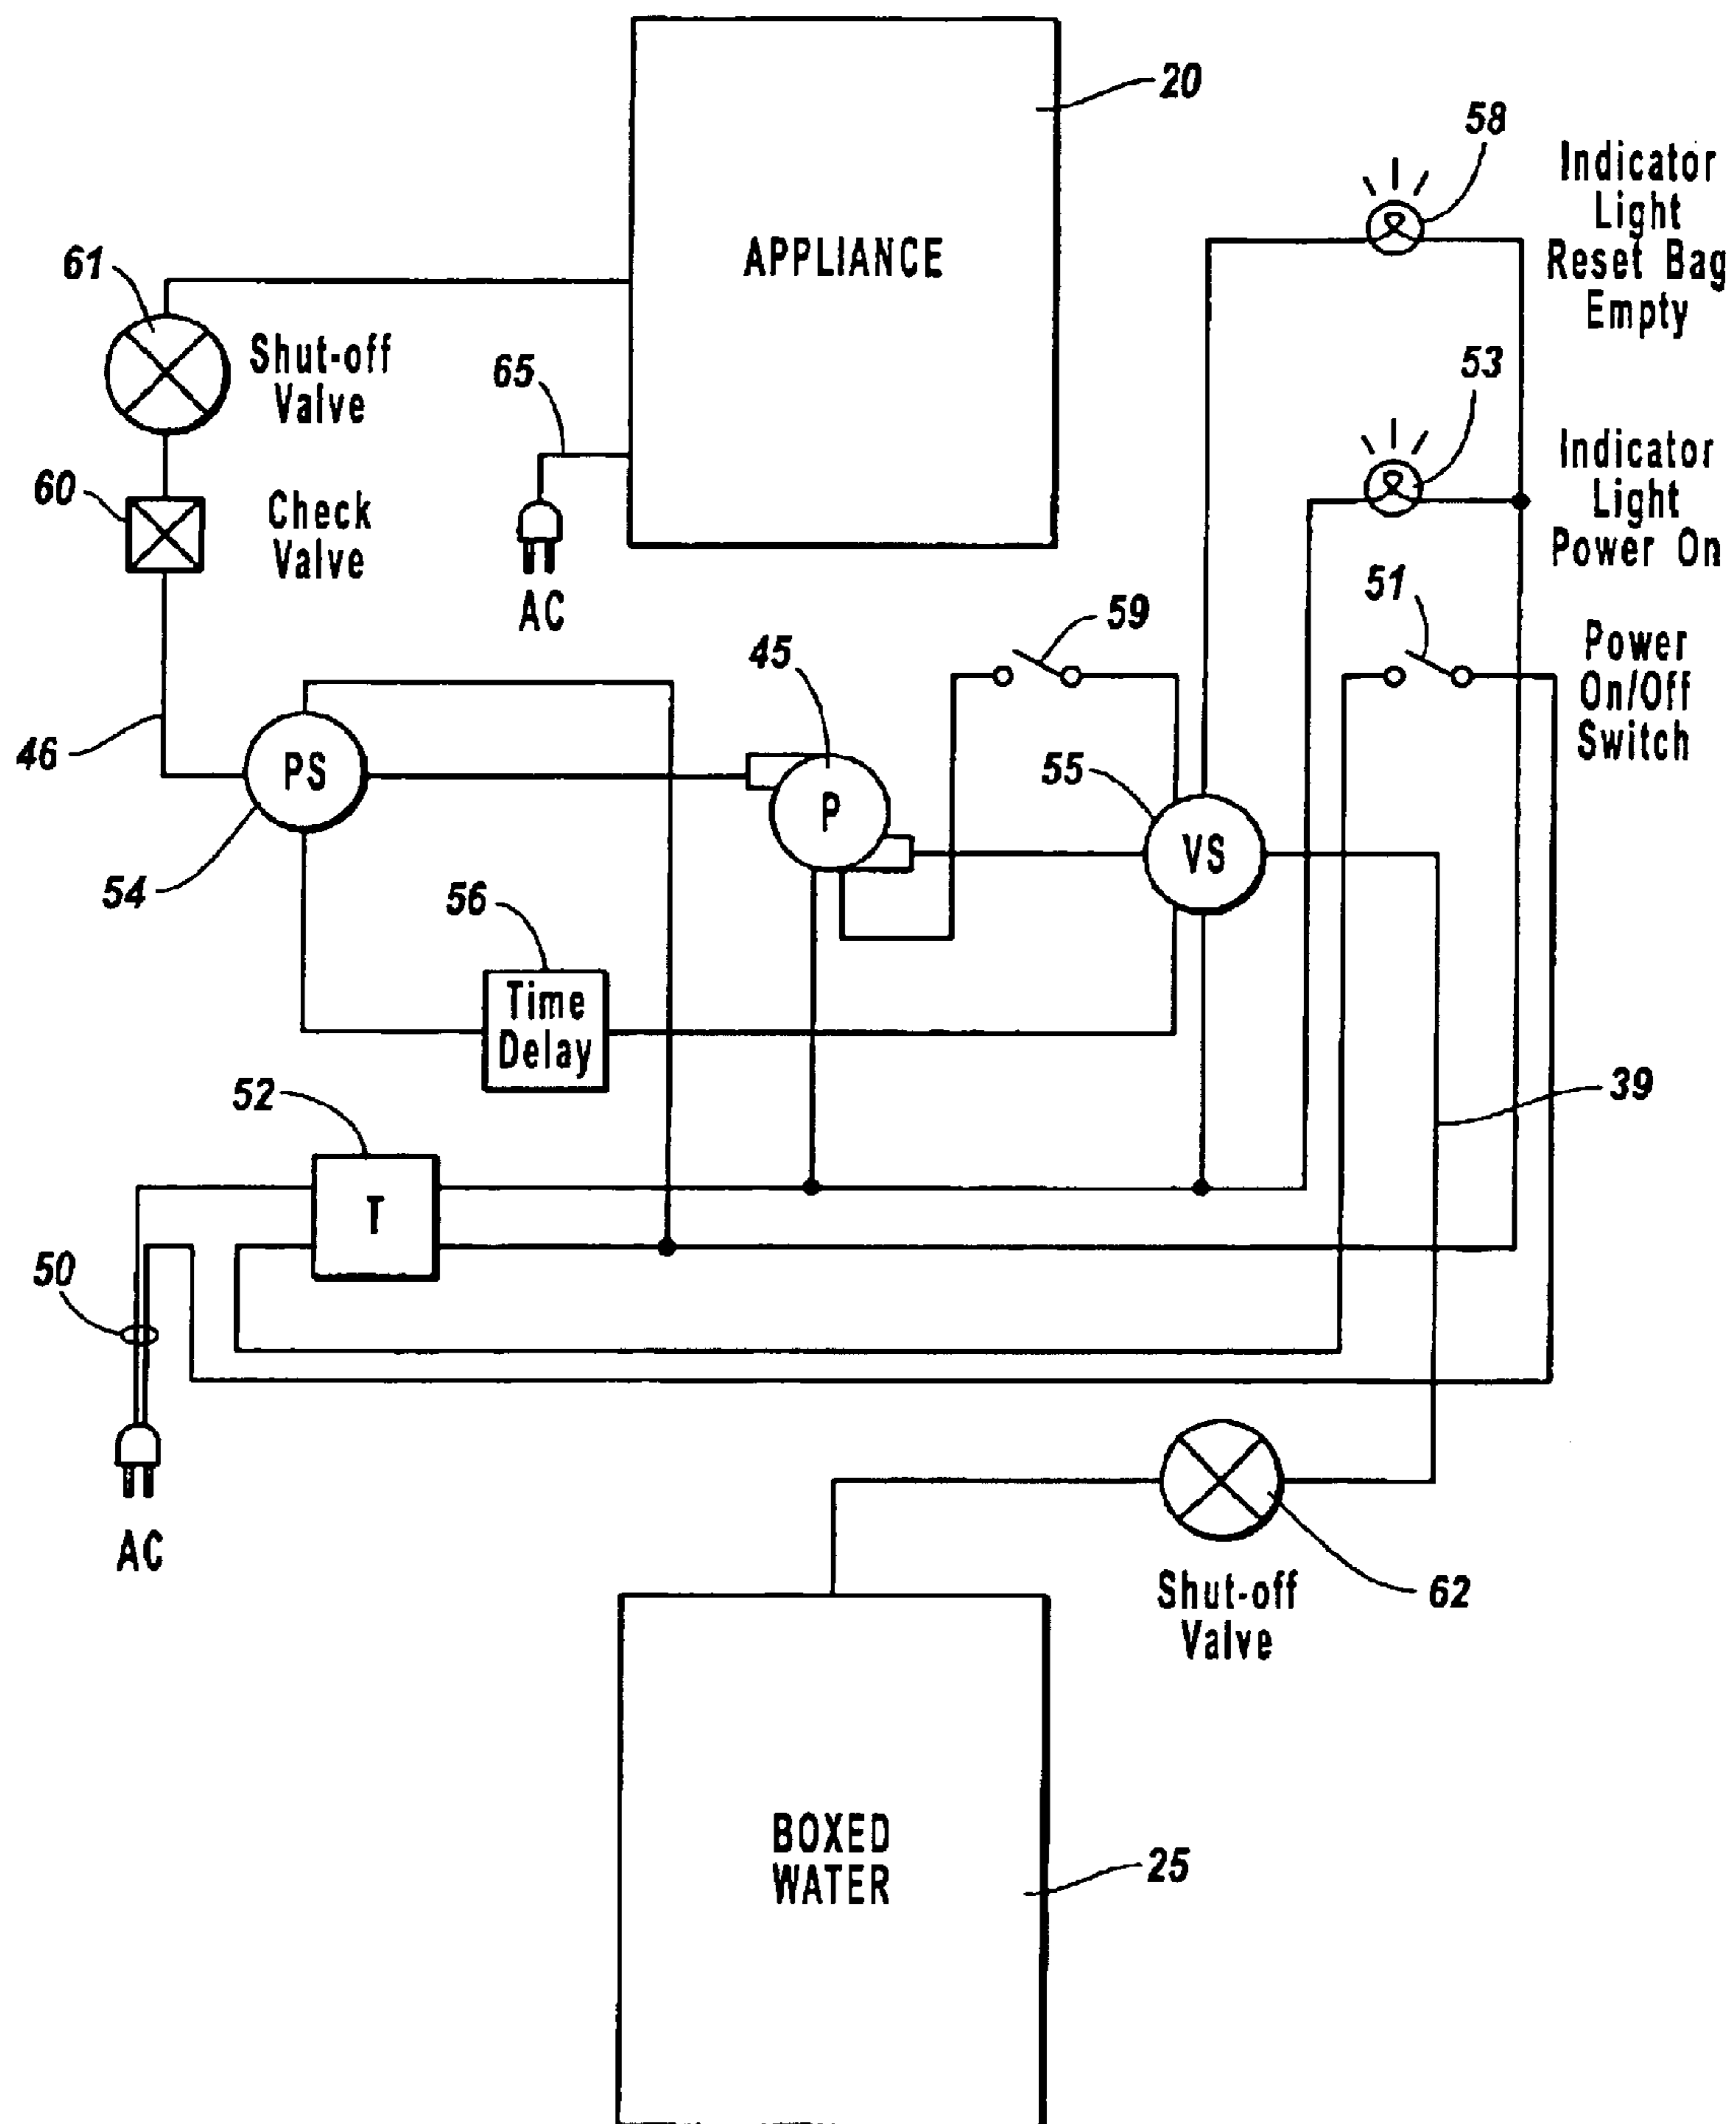 20
58
Indicator
Light
Reset Bag
Empty
APPLIANCE
61
Shut-off
Valve
65
53
Indicator
Light
Power On
60
Check
Valve
AC
51
59
45
Power
On/Off
Switch
46
PS
P
55
VS
54
56
Time
Delay
52
39
T
50
AC
Shut-off
Valve
62
BOXED
WATER
25